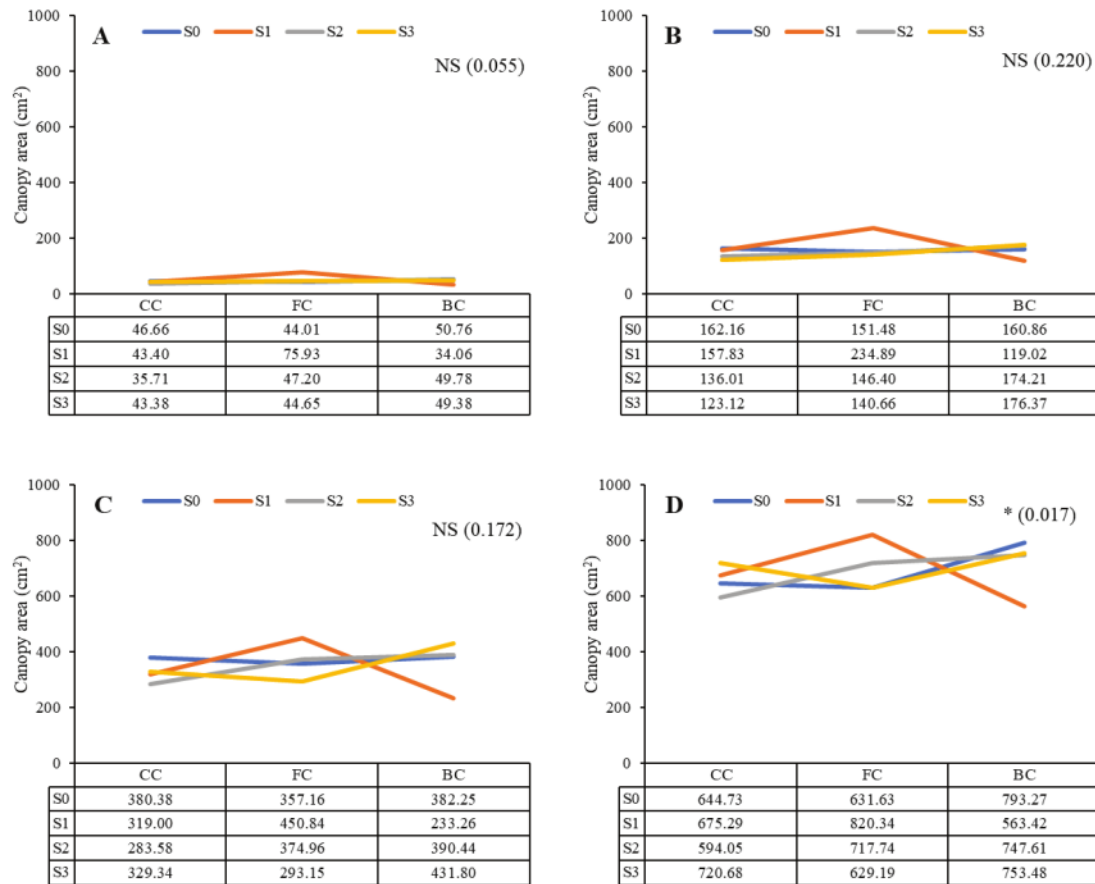 A
S0 S1 S2 S3
NS (0.055)
Canopy area (cm²)
1000
800
600
400
200
0
CC FC BC
S0 46.66 44.01 50.76
S1 43.40 75.93 34.06
S2 35.71 47.20 49.78
S3 43.38 44.65 49.38
B
S0 S1 S2 S3
NS (0.220)
Canopy area (cm²)
1000
800
600
400
200
0
CC FC BC
S0 162.16 151.48 160.86
S1 157.83 234.89 119.02
S2 136.01 146.40 174.21
S3 123.12 140.66 176.37
C
S0 S1 S2 S3
NS (0.172)
Canopy area (cm²)
1000
800
600
400
200
0
CC FC BC
S0 380.38 357.16 382.25
S1 319.00 450.84 233.26
S2 283.58 374.96 390.44
S3 329.34 293.15 431.80
D
S0 S1 S2 S3
* (0.017)
Canopy area (cm²)
1000
800
600
400
200
0
CC FC BC
S0 644.73 631.63 793.27
S1 675.29 820.34 563.42
S2 594.05 717.74 747.61
S3 720.68 629.19 753.48